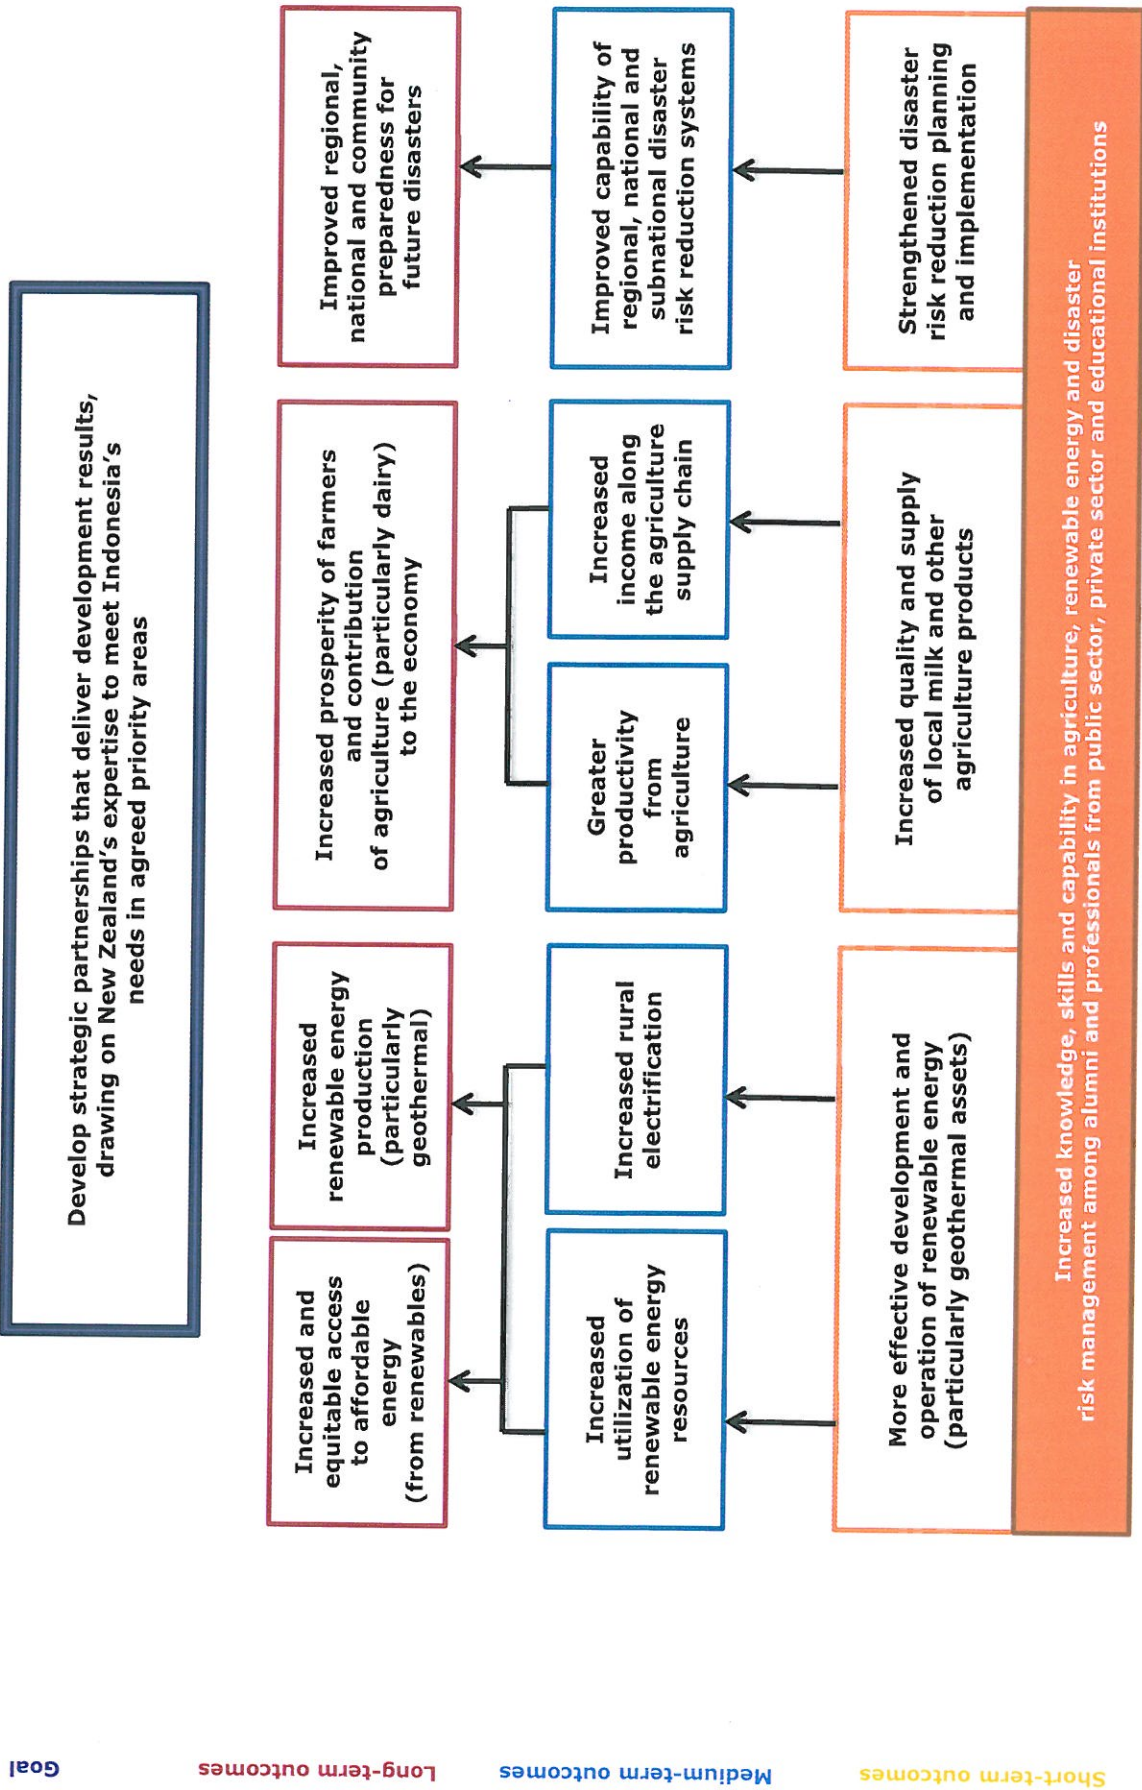 Goal
Develop strategic partnerships that deliver development results,
drawing on New Zealand's expertise to meet Indonesia's
needs in agreed priority areas
Long-term outcomes
Increased and
equitable access
to affordable
energy
(from renewables)
Increased
renewable energy
production
(particularly
geothermal)
Increased prosperity of farmers
and contribution
of agriculture (particularly dairy)
to the economy
Improved regional,
national and community
preparedness for
future disasters
Medium-term outcomes
Increased
utilization of
renewable energy
resources
Increased rural
electrification
Greater
productivity
from
agriculture
Increased
income along
the agriculture
supply chain
Improved capability of
regional, national and
subnational disaster
risk reduction systems
Short-term outcomes
More effective development and
operation of renewable energy
(particularly geothermal assets)
Increased quality and supply
of local milk and other
agriculture products
Strengthened disaster
risk reduction planning
and implementation
Increased knowledge, skills and capability in agriculture, renewable energy and disaster
risk management among alumni and professionals from public sector, private sector and educational institutions